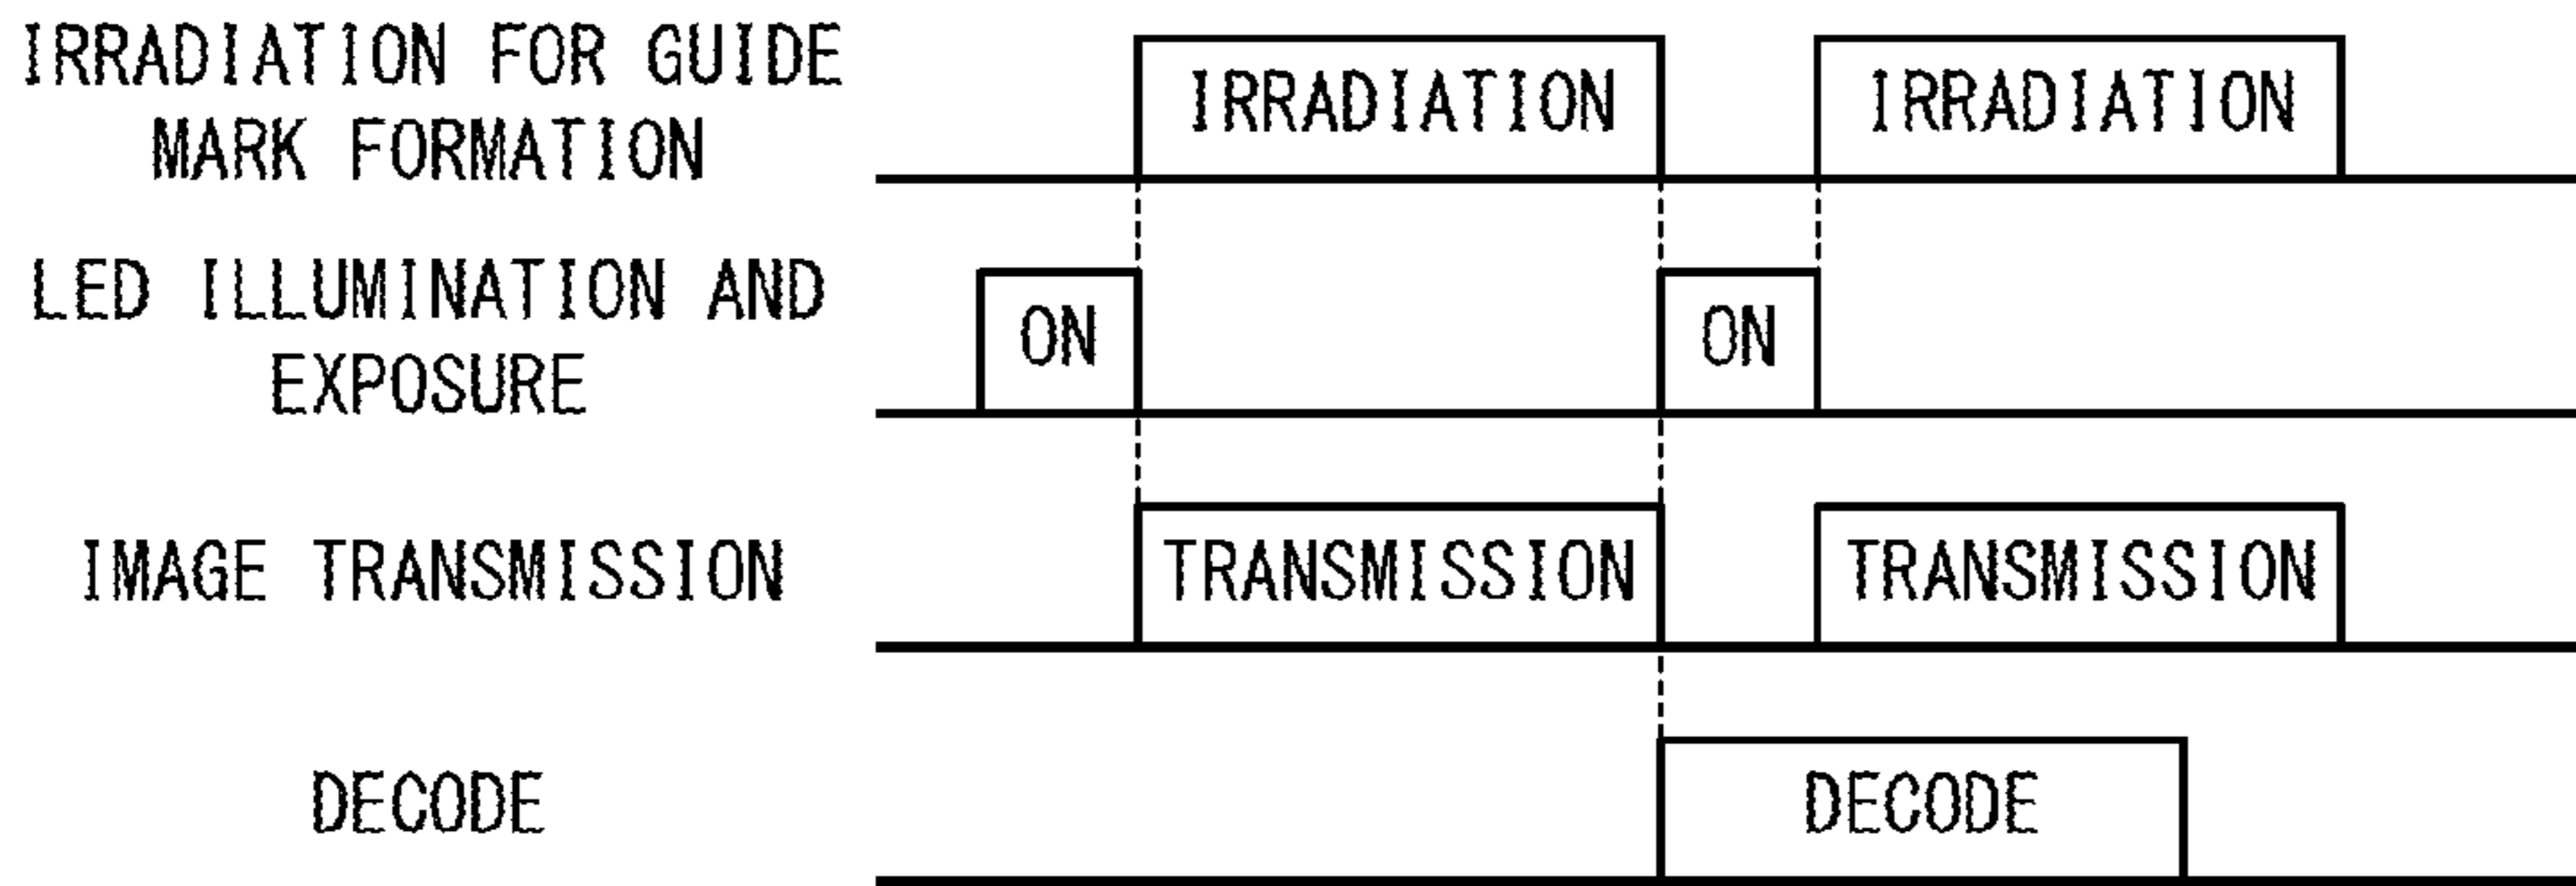 IRRADIATION FOR GUIDE
MARK FORMATION
IRRADIATION
IRRADIATION
LED ILLUMINATION AND
EXPOSURE
ON
ON
IMAGE TRANSMISSION
TRANSMISSION
TRANSMISSION
DECODE
DECODE